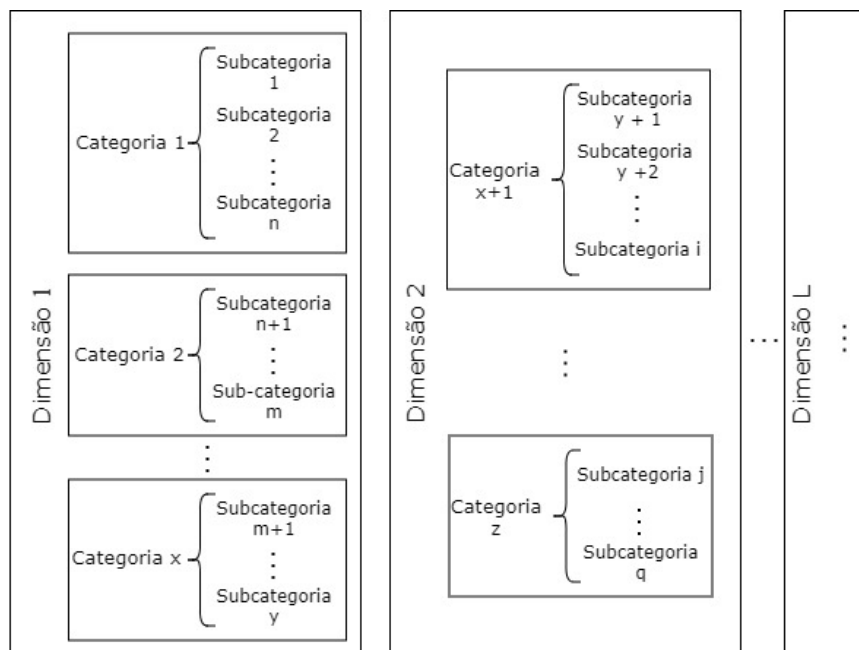 Dimensão 1
Categoria 1
Subcategoria
1
Subcategoria
2
⋮
Subcategoria
n
Categoria 2
Subcategoria
n+1
⋮
Sub-categoria
m
⋮
Categoria x
Subcategoria
m+1
⋮
Subcategoria
y
Dimensão 2
Categoria
x+1
Subcategoria
y + 1
Subcategoria
y +2
⋮
Subcategoria i
⋮
Categoria
z
Subcategoria j
⋮
Subcategoria
q
...
Dimensão L
⋮